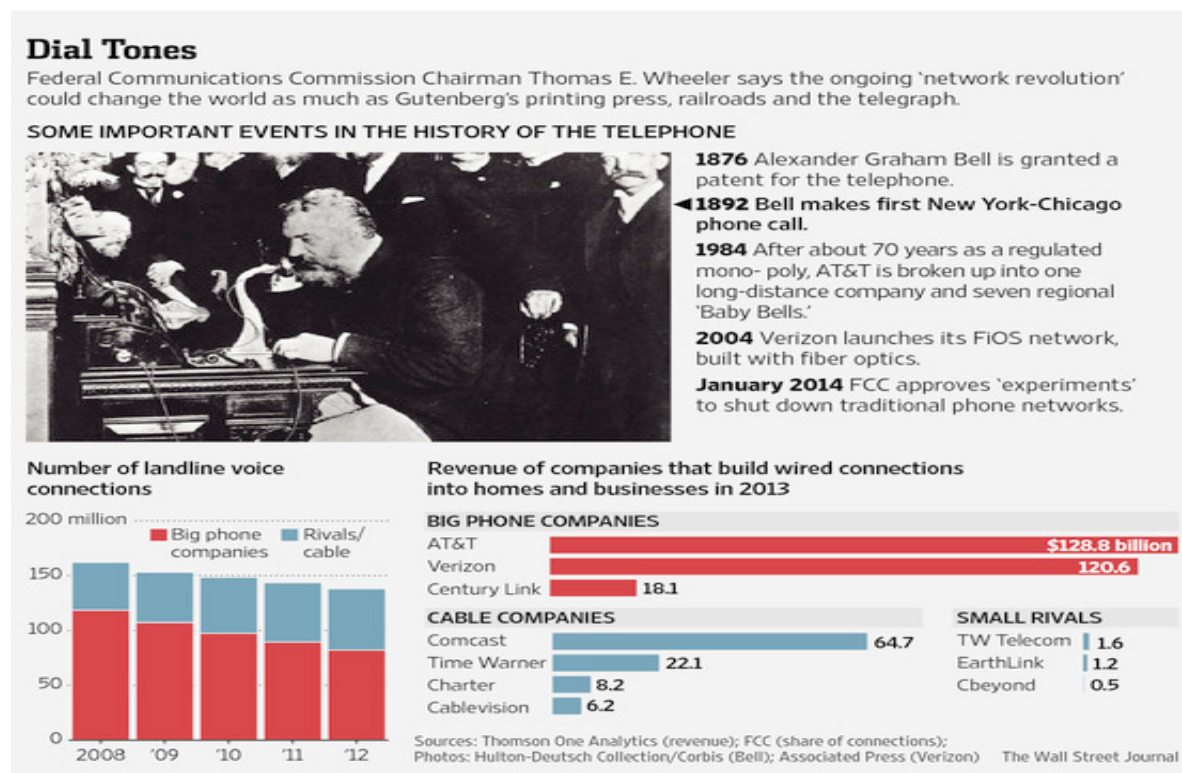 Dial Tones
Federal Communications Commission Chairman Thomas E. Wheeler says the ongoing ‘network revolution’
could change the world as much as Gutenberg’s printing press, railroads and the telegraph.
SOME IMPORTANT EVENTS IN THE HISTORY OF THE TELEPHONE
1876 Alexander Graham Bell is granted a
patent for the telephone.
◀1892 Bell makes first New York-Chicago
phone call.
1984 After about 70 years as a regulated
mono- poly, AT&T is broken up into one
long-distance company and seven regional
‘Baby Bells.’
2004 Verizon launches its FiOS network,
built with fiber optics.
January 2014 FCC approves ‘experiments’
to shut down traditional phone networks.
Number of landline voice
connections
200 million
Big phone
companies
Rivals/
cable
150
100
50
0
2008 ’09 ’10 ’11 ’12
Revenue of companies that build wired connections
into homes and businesses in 2013
BIG PHONE COMPANIES
AT&T $128.8 billion
Verizon 120.6
Century Link 18.1
CABLE COMPANIES
Comcast 64.7
Time Warner 22.1
Charter 8.2
Cablevision 6.2
SMALL RIVALS
TW Telecom 1.6
EarthLink 1.2
Cbeyond 0.5
Sources: Thomson One Analytics (revenue); FCC (share of connections);
Photos: Hulton-Deutsch Collection/Corbis (Bell); Associated Press (Verizon) The Wall Street Journal